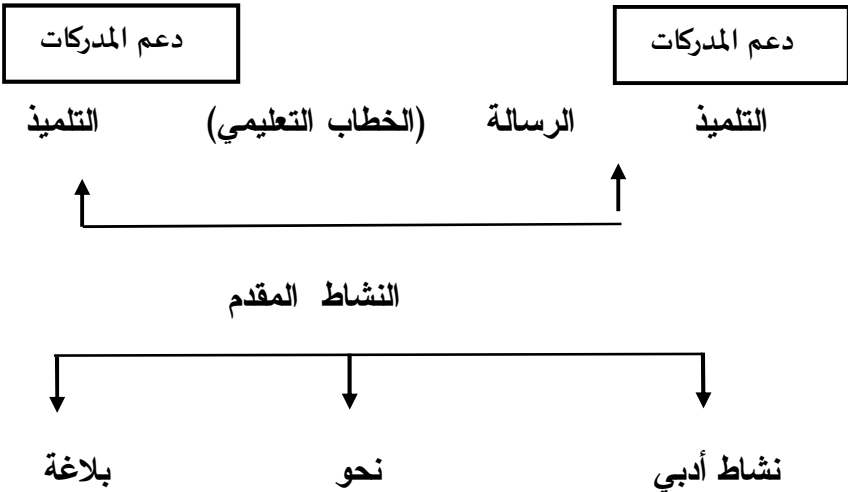 دعم المدركات
دعم المدركات
التلميذ الرسالة (الخطاب التعليمي) التلميذ
النشاط المقدم
نشاط أدبي نحو بلاغة